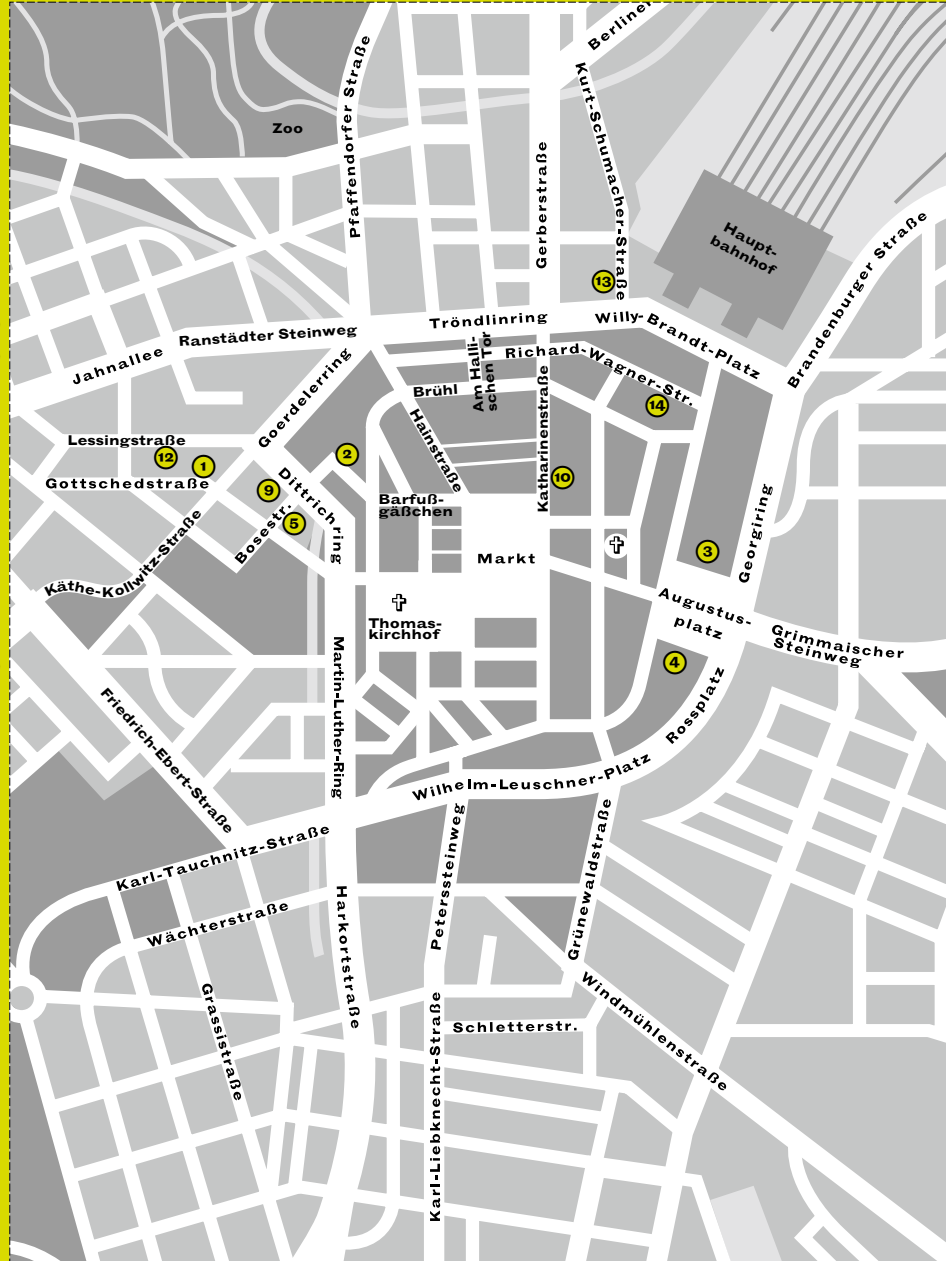 Berliner
Kurt-Schumacher-Straße
Zoo
Pfaffendorfer Straße
Gerberstraße
Haupt-
bahnhof
Brandenburger Straße
13
Tröndlinring
Willy-Brandt-Platz
Ranstädter Steinweg
Jahnallee
Am Halli-
schen Tor
Richard-Wagner-Str.
Goerdelerring
Brühl
14
Hainstraße
Katharinenstraße
Lessingstraße
12
1
2
Gottschedstraße
9
Dittrichring
10
5
Bosestr.
Barfuß-
gäßchen
Georgiring
Markt
3
Käthe-Kollwitz-Straße
Augustus-
platz
Thomas-
kirchhof
Grimmaischer
Steinweg
4
Martin-Luther-Ring
Rossplatz
Friedrich-Ebert-Straße
Wilhelm-Leuschner-Platz
Karl-Tauchnitz-Straße
Peterssteinweg
Grünewaldstraße
Wächterstraße
Harkortstraße
Windmühlenstraße
Grassistraße
Schletterstr.
Karl-Liebknecht-Straße